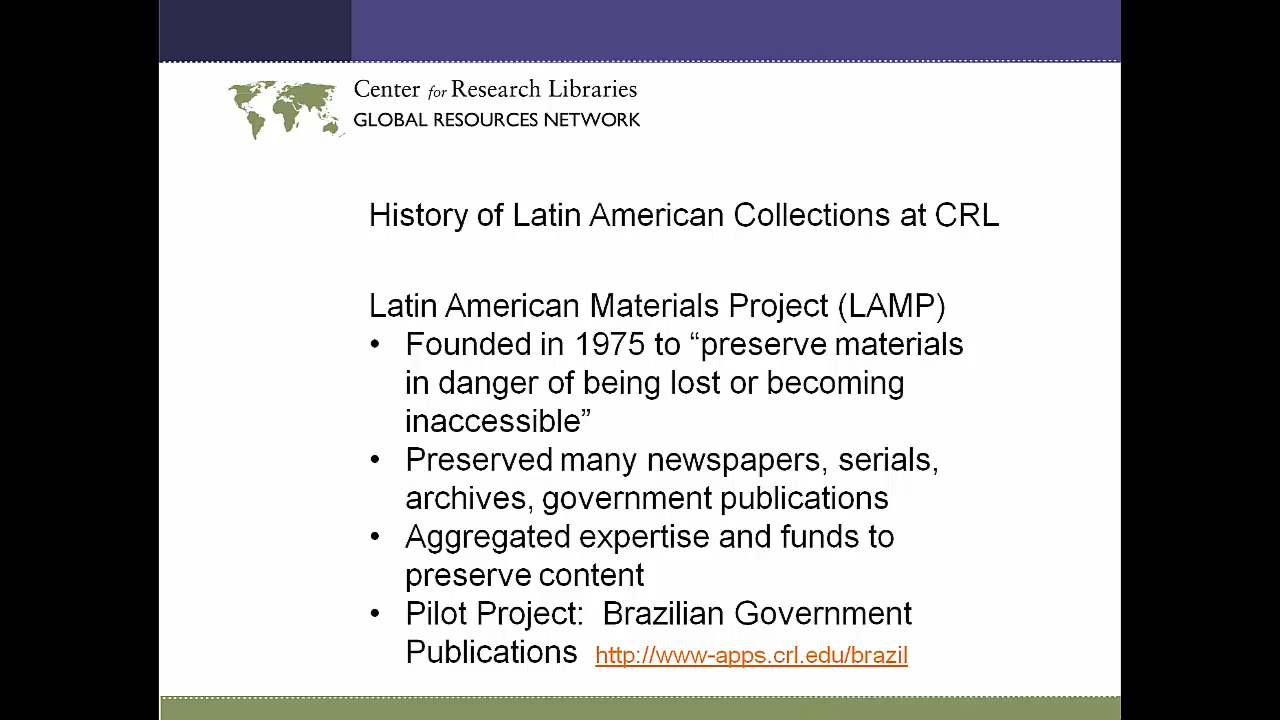 Center for Research Libraries
GLOBAL RESOURCES NETWORK
History of Latin American Collections at CRL
Latin American Materials Project (LAMP)
• Founded in 1975 to “preserve materials
in danger of being lost or becoming
inaccessible”
• Preserved many newspapers, serials,
archives, government publications
• Aggregated expertise and funds to
preserve content
• Pilot Project:  Brazilian Government
Publications  http://www-apps.crl.edu/brazil